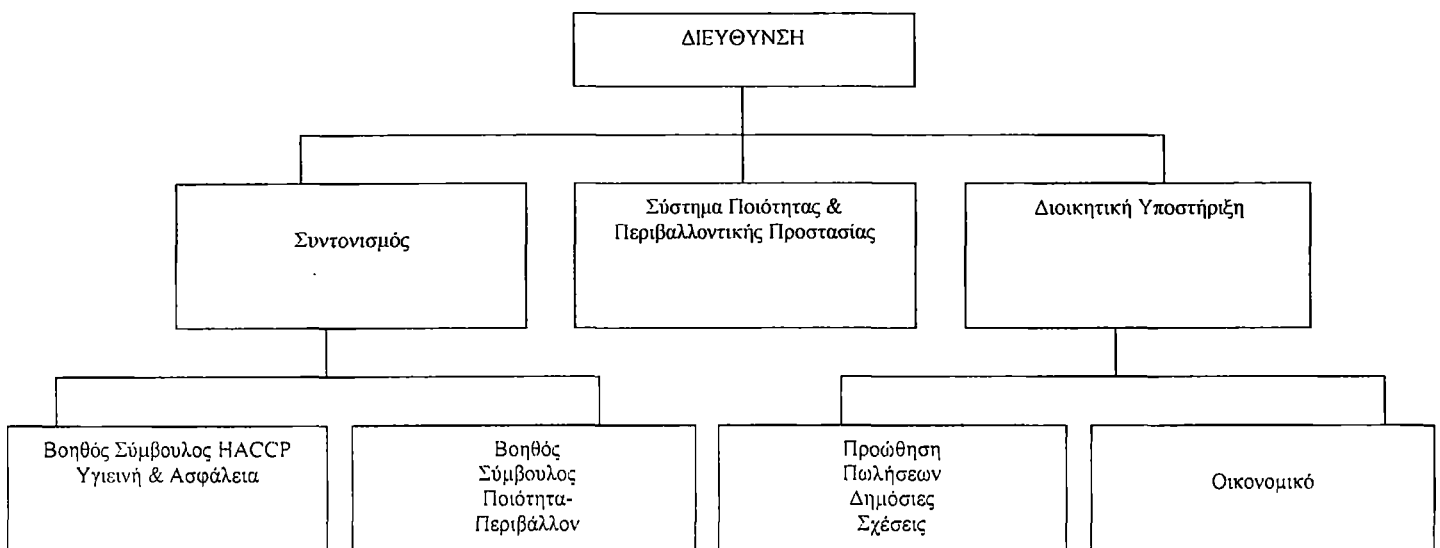 ΔΙΕΥΘΥΝΣΗ
Συντονισμός
Σύστημα Ποιότητας &
Περιβαλλοντικής Προστασίας
Διοικητική Υποστήριξη
Βοηθός Σύμβουλος HACCP
Υγιεινή & Ασφάλεια
Βοηθός
Σύμβουλος
Ποιότητα-
Περιβάλλον
Προώθηση
Πωλήσεων
Δημόσιες
Σχέσεις
Οικονομικό